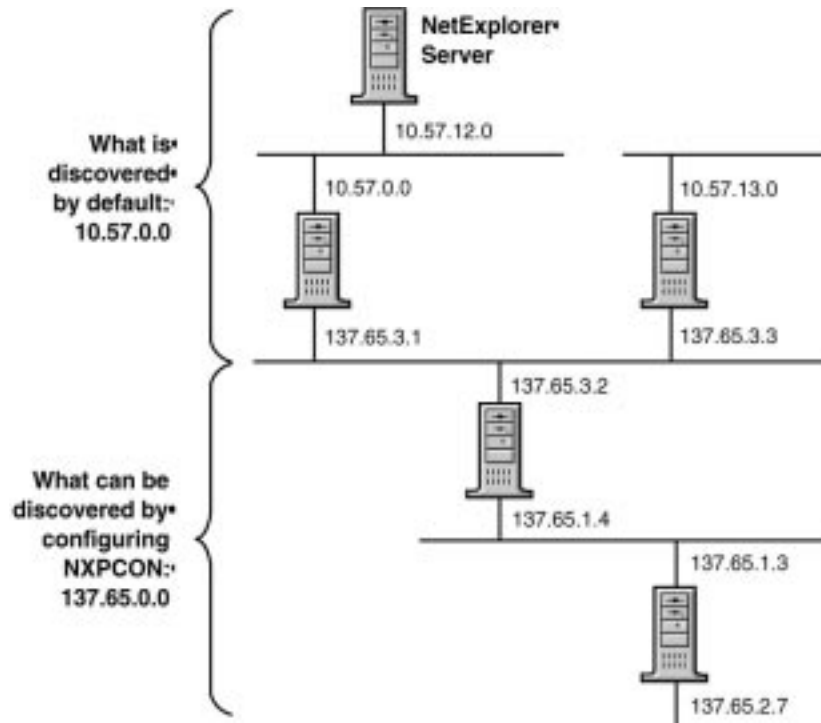 NetExplorer•
Server
10.57.12.0
What is•
discovered•
by default:•
10.57.0.0
10.57.0.0
10.57.13.0
137.65.3.1
137.65.3.3
137.65.3.2
What can be
discovered by•
configuring
NXPCON:•
137.65.0.0
137.65.1.4
137.65.1.3
137.65.2.7